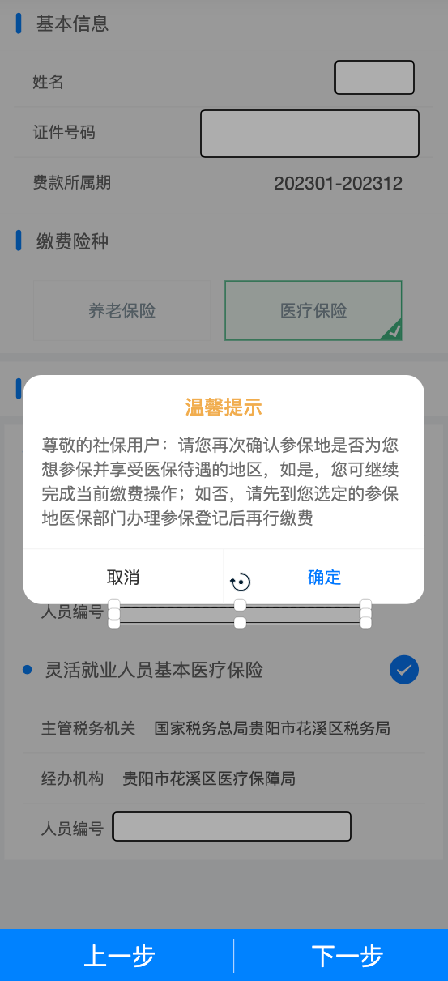 基本信息
姓名
证件号码
费款所属期 202301-202312
缴费险种
养老保险 医疗保险
温馨提示
尊敬的社保用户：请您再次确认参保地是否为您
想参保并享受医保待遇的地区，如是，您可继续
完成当前缴费操作；如否，请先到您选定的参保
地医保部门办理参保登记后再行缴费
取消 确定
人员编号
灵活就业人员基本医疗保险
主管税务机关 国家税务总局贵阳市花溪区税务局
经办机构 贵阳市花溪区医疗保障局
人员编号
上一步 下一步